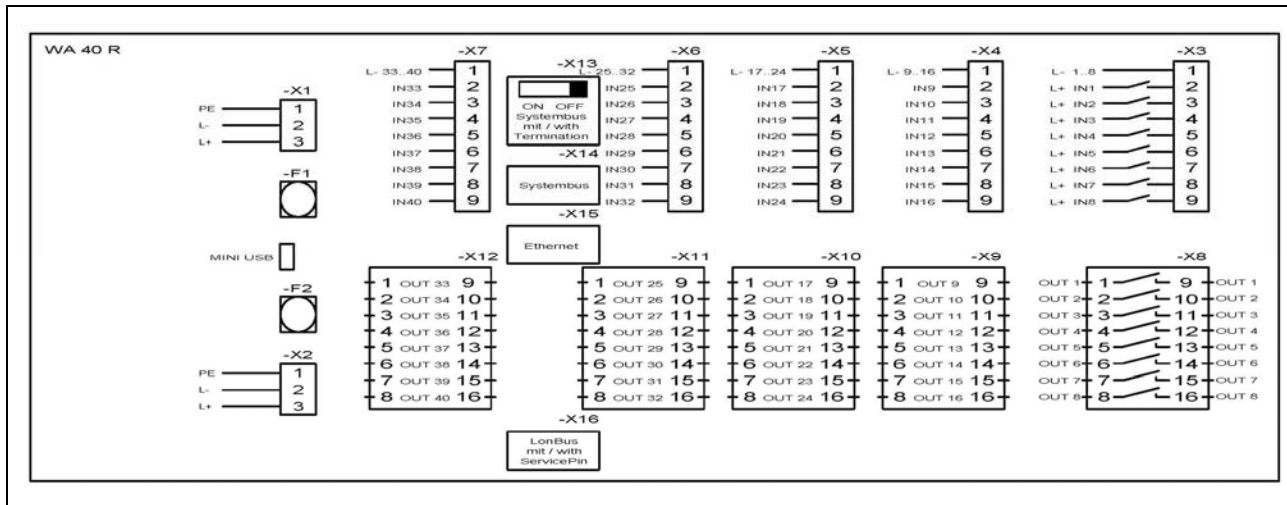 WA 40 R
-X1
PE 1
L- 2
L+ 3
-F1
MINI USB
-F2
-X2
PE 1
L- 2
L+ 3
-X7
L- 33..40 1
IN33 2
IN34 3
IN35 4
IN36 5
IN37 6
IN38 7
IN39 8
IN40 9
-X13
ON OFF
Systembus
mit / with
Termination
-X14
Systembus
-X15
Ethernet
-X6
L- 25..32 1
IN25 2
IN26 3
IN27 4
IN28 5
IN29 6
IN30 7
IN31 8
IN32 9
-X5
L- 17..24 1
IN17 2
IN18 3
IN19 4
IN20 5
IN21 6
IN22 7
IN23 8
IN24 9
-X4
L- 9..16 1
IN9 2
IN10 3
IN11 4
IN12 5
IN13 6
IN14 7
IN15 8
IN16 9
-X3
L- 1..8 1
L+ IN1 2
L+ IN2 3
L+ IN3 4
L+ IN4 5
L+ IN5 6
L+ IN6 7
L+ IN7 8
L+ IN8 9
-X12
1 OUT 33 9
2 OUT 34 10
3 OUT 35 11
4 OUT 36 12
5 OUT 37 13
6 OUT 38 14
7 OUT 39 15
8 OUT 40 16
-X11
1 OUT 25 9
2 OUT 26 10
3 OUT 27 11
4 OUT 28 12
5 OUT 29 13
6 OUT 30 14
7 OUT 31 15
8 OUT 32 16
-X10
1 OUT 17 9
2 OUT 18 10
3 OUT 19 11
4 OUT 20 12
5 OUT 21 13
6 OUT 22 14
7 OUT 23 15
8 OUT 24 16
-X9
1 OUT 9 9
2 OUT 10 10
3 OUT 11 11
4 OUT 12 12
5 OUT 13 13
6 OUT 14 14
7 OUT 15 15
8 OUT 16 16
-X8
OUT 1 1 9 OUT 1
OUT 2 2 10 OUT 2
OUT 3 3 11 OUT 3
OUT 4 4 12 OUT 4
OUT 5 5 13 OUT 5
OUT 6 6 14 OUT 6
OUT 7 7 15 OUT 7
OUT 8 8 16 OUT 8
-X16
LonBus
mit / with
ServicePin